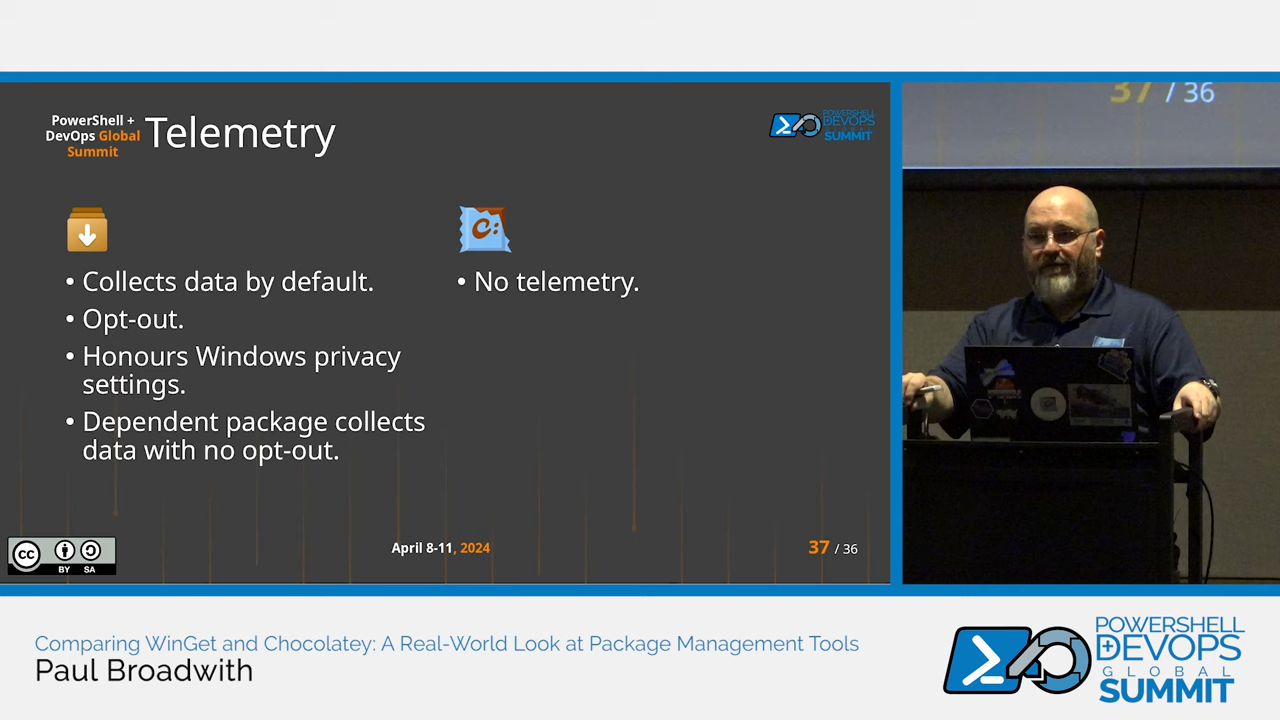 PowerShell +
DevOps Global
Summit
Telemetry
POWERSHELL
DEVOPS
GLOBAL
SUMMIT
37 / 36
C:
• Collects data by default.
• Opt-out.
• Honours Windows privacy
settings.
• Dependent package collects
data with no opt-out.
• No telemetry.
CC
BY SA
April 8-11, 2024
37 / 36
Comparing WinGet and Chocolatey: A Real-World Look at Package Management Tools
Paul Broadwith
POWERSHELL
DEVOPS
GLOBAL
SUMMIT